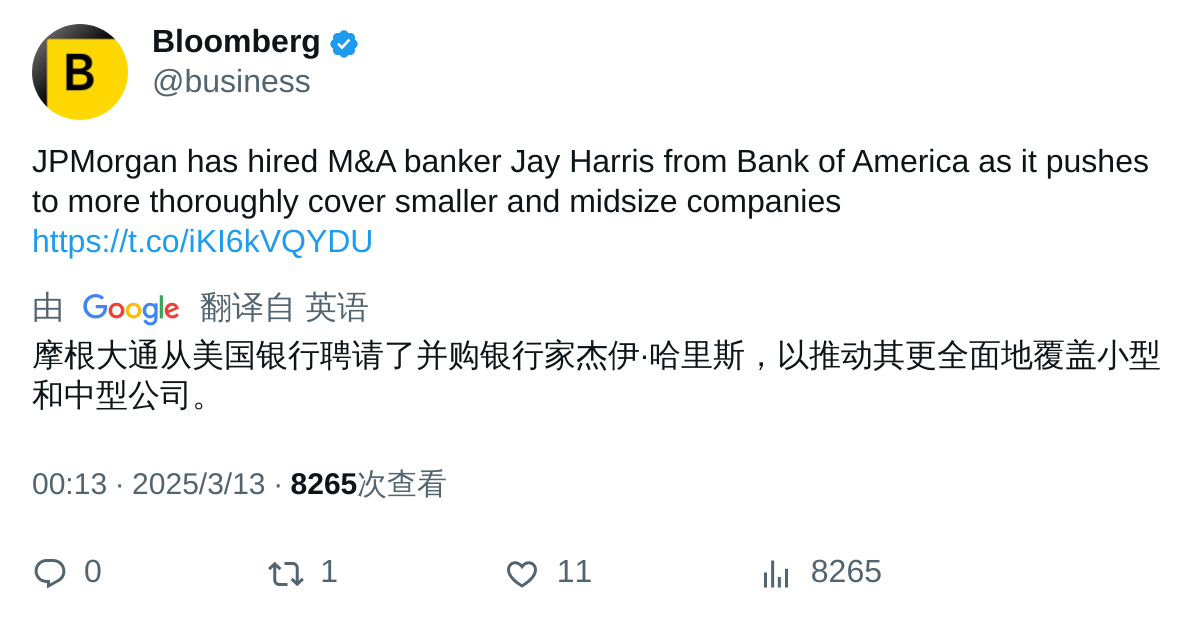 B
Bloomberg
@business
JPMorgan has hired M&A banker Jay Harris from Bank of America as it pushes
to more thoroughly cover smaller and midsize companies
https://t.co/iKI6kVQYDU
由 Google 翻译自 英语
摩根大通从美国银行聘请了并购银行家杰伊·哈里斯，以推动其更全面地覆盖小型
和中型公司。
00:13 · 2025/3/13 · 8265次查看
0 1 11 8265